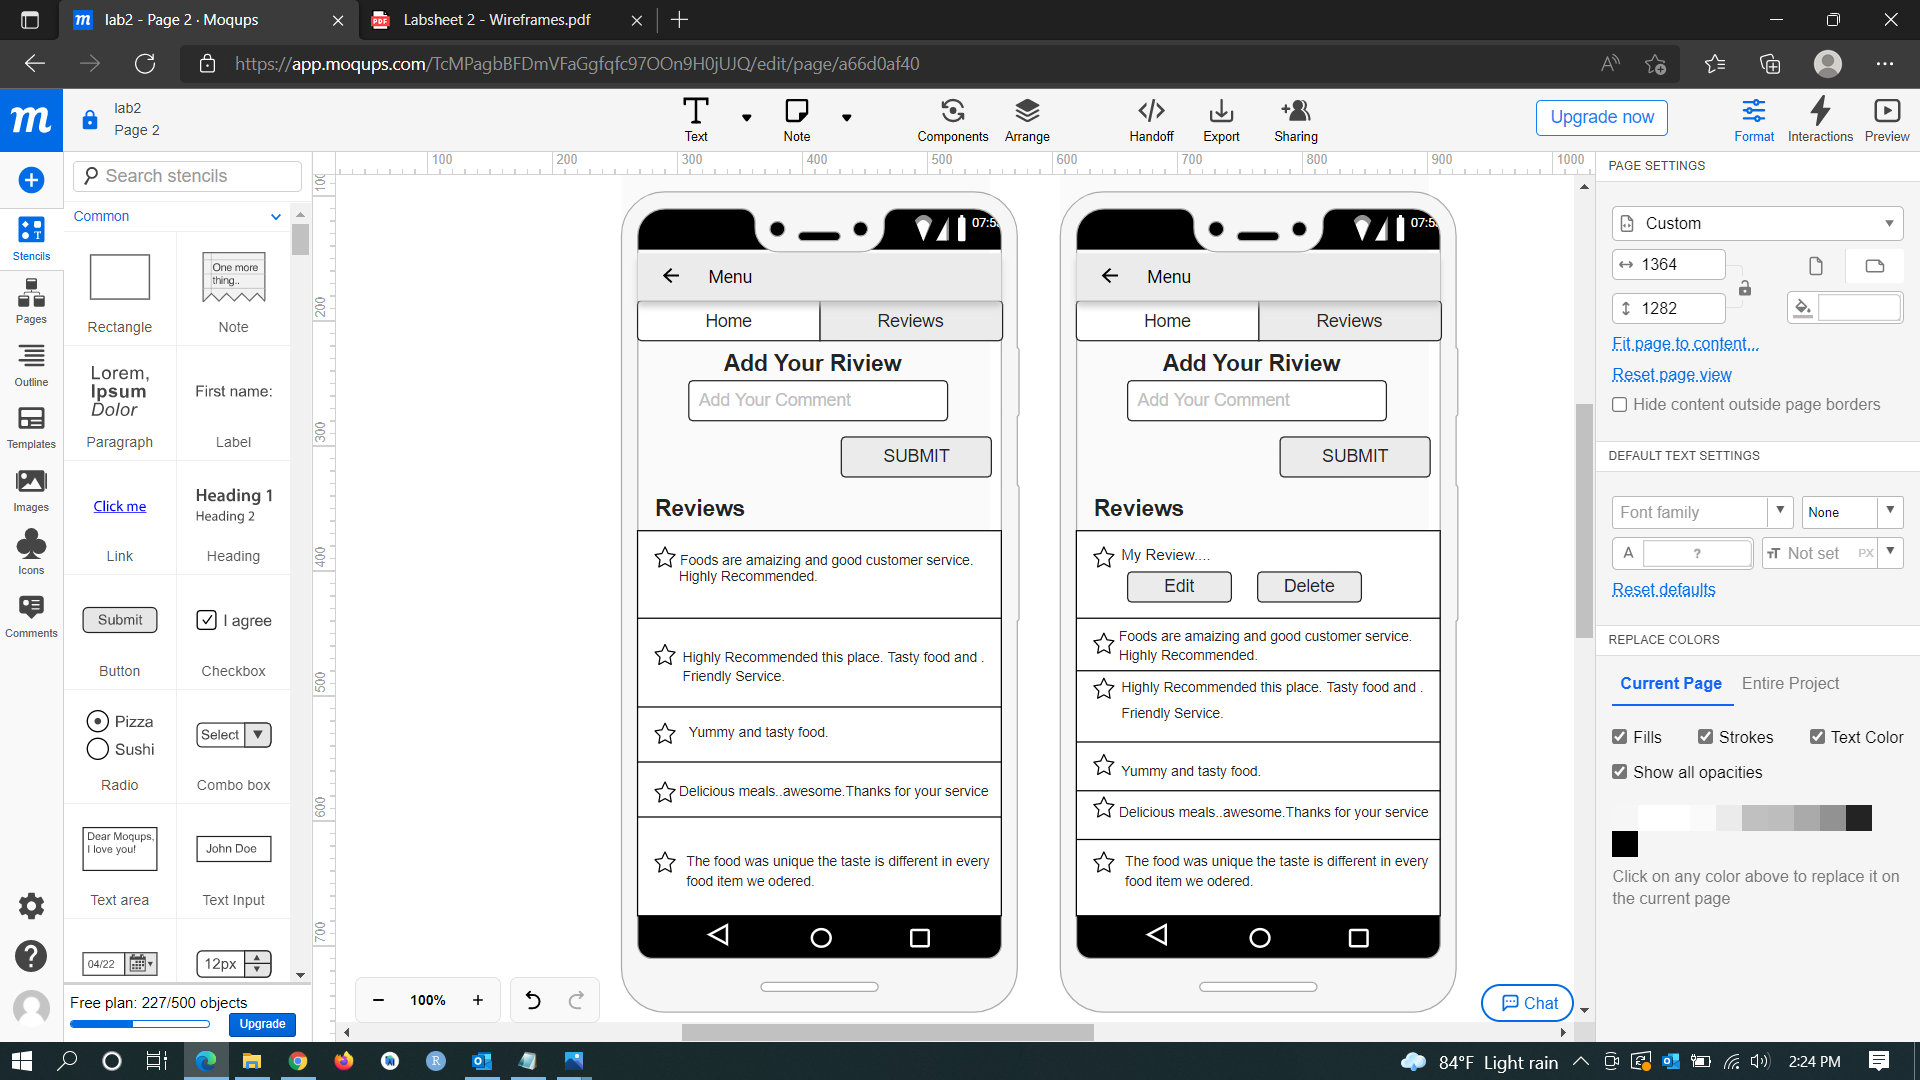 lab2 - Page 2 · Moqups
Labsheet 2 - Wireframes.pdf
https://app.moqups.com/TcMPagbBFDmVFaGgfqfc97OOn9H0jUJQ/edit/page/a66d0af40
lab2
Page 2
Text
Note
Components
Arrange
Handoff
Export
Sharing
Upgrade now
Format
Interactions
Preview
Stencils
Pages
Outline
Templates
Images
Icons
Comments
Search stencils
Common
Rectangle
One more
thing..
Note
Lorem,
Ipsum
Dolor
Paragraph
First name:
Label
Click me
Link
Heading 1
Heading 2
Heading
Submit
Button
I agree
Checkbox
Pizza
Sushi
Radio
Select
Combo box
Dear Moqups,
I love you!
Text area
John Doe
Text Input
04/22
12px
Free plan: 227/500 objects
Upgrade
100 200 300 400 500 600 700 800 900 1000
100
200
300
400
500
600
700
07:5
Menu
Home
Reviews
Add Your Riview
Add Your Comment
SUBMIT
Reviews
Foods are amaizing and good customer service.
Highly Recommended.
Highly Recommended this place. Tasty food and .
Friendly Service.
Yummy and tasty food.
Delicious meals..awesome.Thanks for your service
The food was unique the taste is different in every
food item we odered.
07:5
Menu
Home
Reviews
Add Your Riview
Add Your Comment
SUBMIT
Reviews
My Review....
Edit
Delete
Foods are amaizing and good customer service.
Highly Recommended.
Highly Recommended this place. Tasty food and .
Friendly Service.
Yummy and tasty food.
Delicious meals..awesome.Thanks for your service
The food was unique the taste is different in every
food item we odered.
100%
Chat
PAGE SETTINGS
Custom
1364
1282
Fit page to content...
Reset page view
Hide content outside page borders
DEFAULT TEXT SETTINGS
Font family
None
A
?
Not set
PX
Reset defaults
REPLACE COLORS
Current Page
Entire Project
Fills
Strokes
Text Color
Show all opacities
Click on any color above to replace it on
the current page
84°F Light rain
2:24 PM